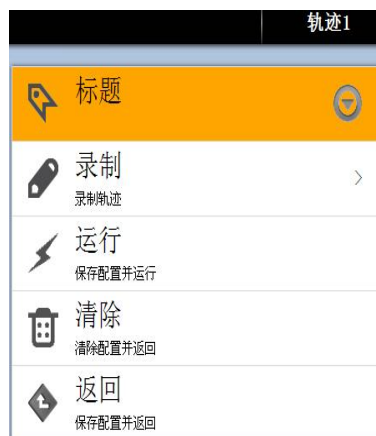 轨迹1
标题
录制
录制轨迹
运行
保存配置并运行
清除
清除配置并返回
返回
保存配置并返回